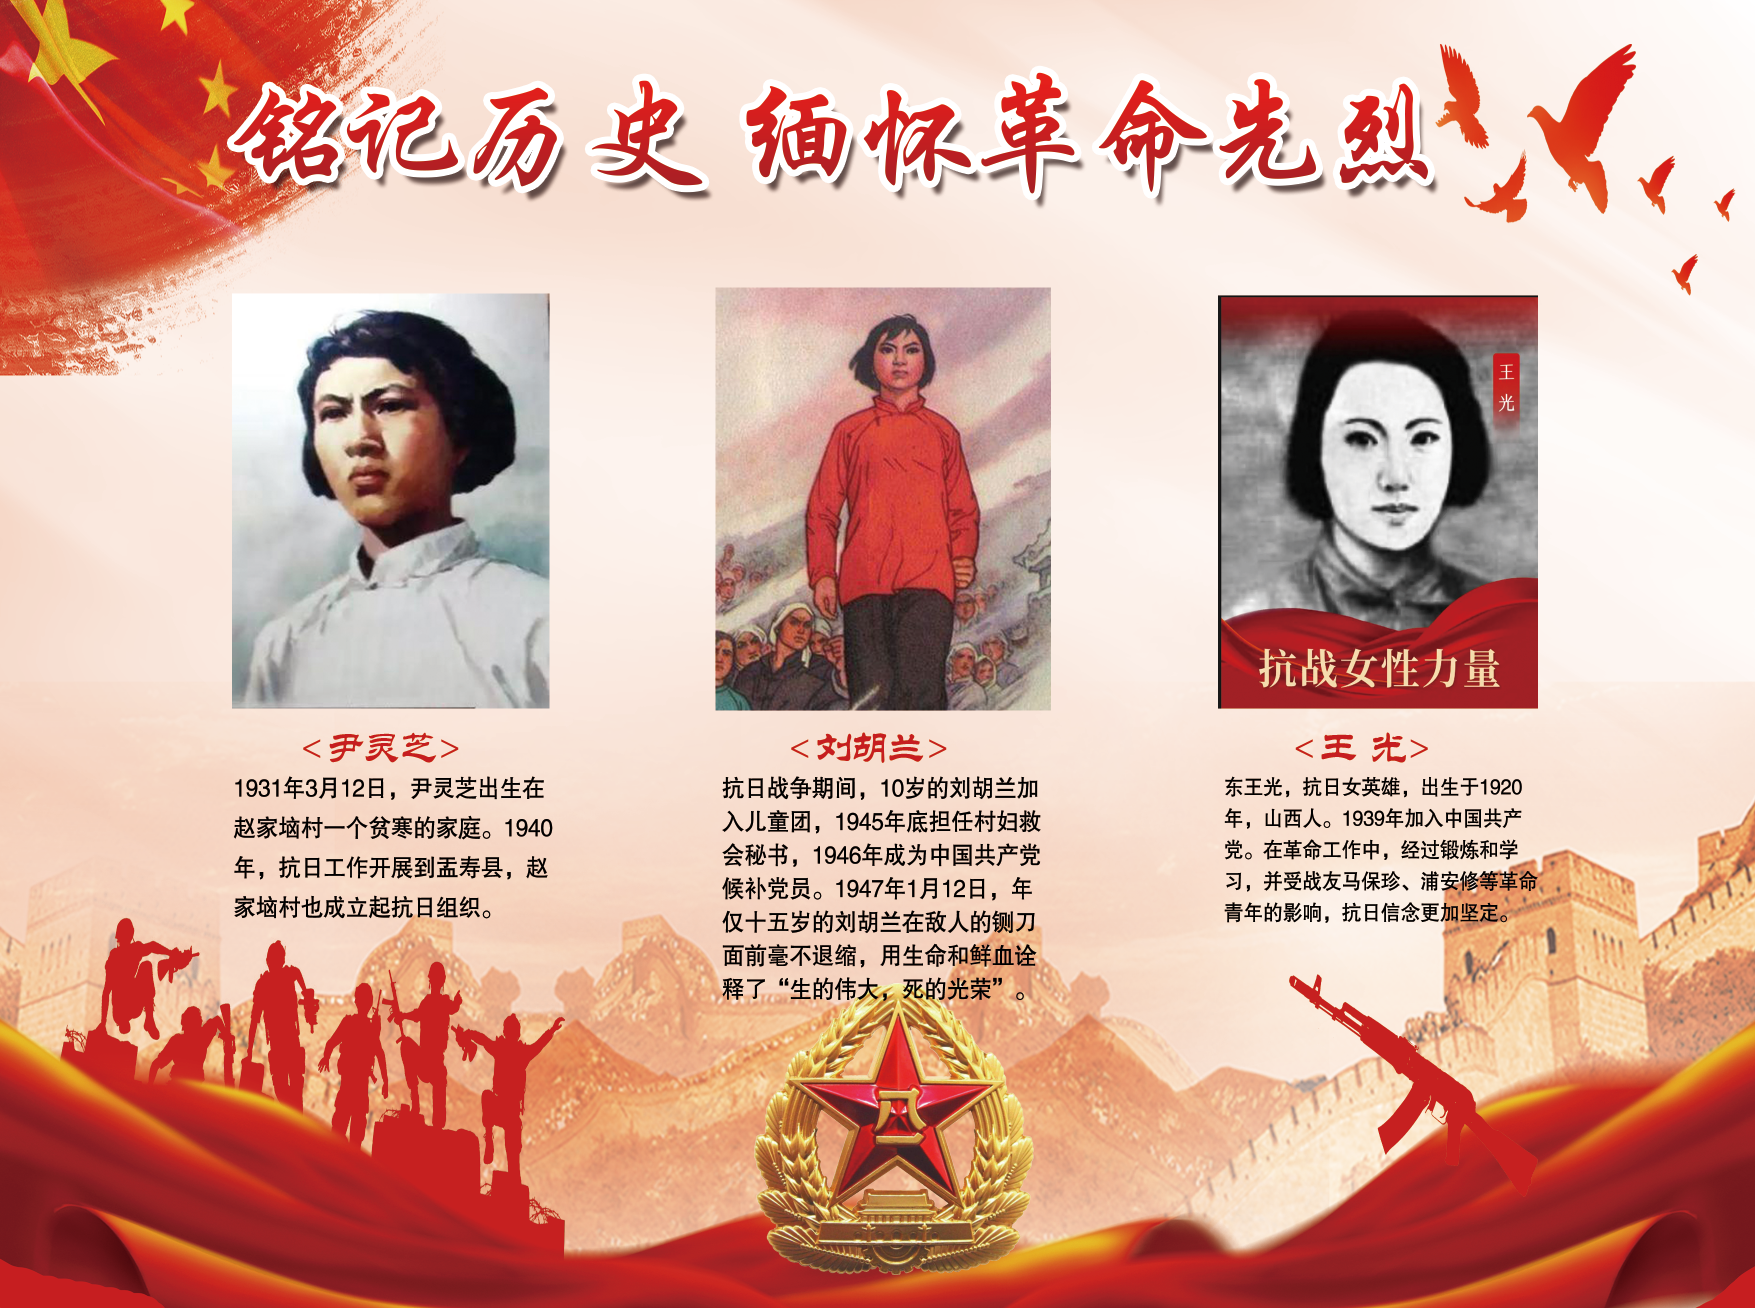 铭记历史 缅怀革命先烈
王
光
抗战女性力量
<尹灵芝>
1931年3月12日，尹灵芝出生在
赵家垴村一个贫寒的家庭。1940
年，抗日工作开展到盂寿县，赵
家垴村也成立起抗日组织。
<刘胡兰>
抗日战争期间，10岁的刘胡兰加
入儿童团，1945年底担任村妇救
会秘书，1946年成为中国共产党
候补党员。1947年1月12日，年
仅十五岁的刘胡兰在敌人的铡刀
面前毫不退缩，用生命和鲜血诠
释了“生的伟大，死的光荣”。
<王 光>
东王光，抗日女英雄，出生于1920
年，山西人。1939年加入中国共产
党。在革命工作中，经过锻炼和学
习，并受战友马保珍、浦安修等革命
青年的影响，抗日信念更加坚定。
八一